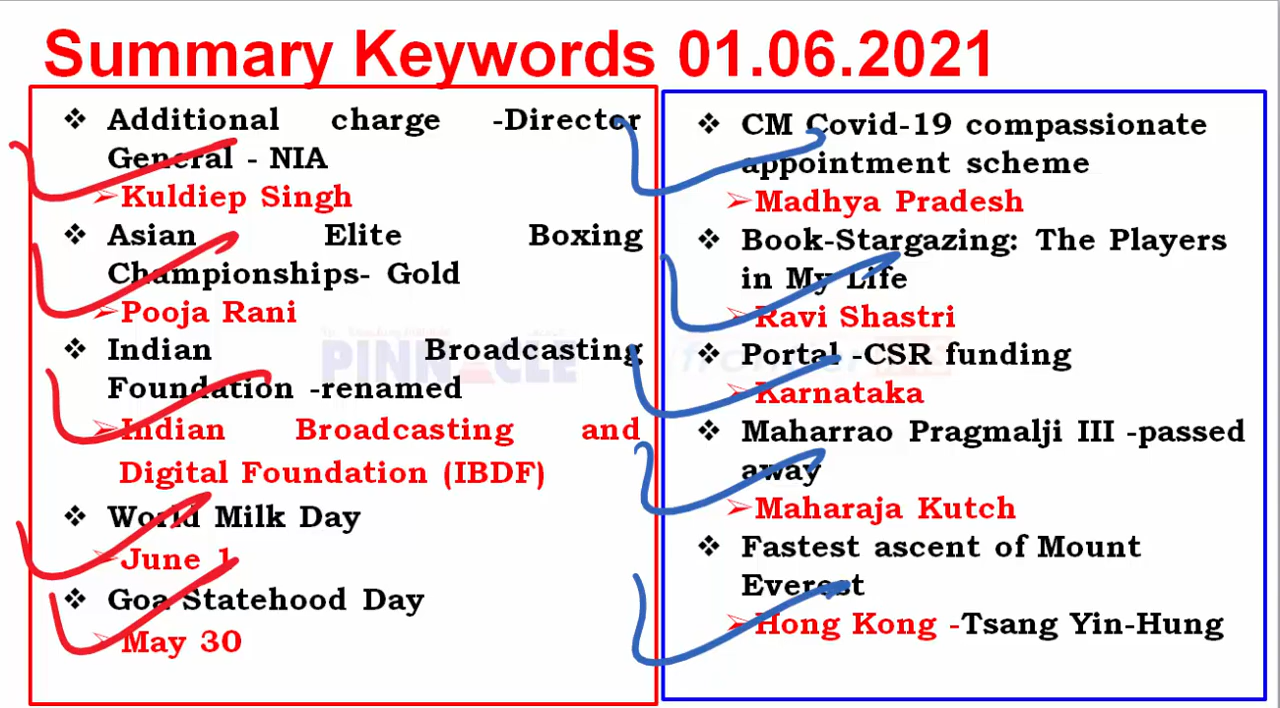 Summary Keywords 01.06.2021
❖ Additional charge -Director
General - NIA
➢Kuldiep Singh
❖ Asian Elite Boxing
Championships- Gold
➢Pooja Rani
❖ Indian Broadcasting
Foundation -renamed
➢Indian Broadcasting and
Digital Foundation (IBDF)
❖ World Milk Day
➢June 1
❖ Goa Statehood Day
➢May 30
❖ CM Covid-19 compassionate
appointment scheme
➢Madhya Pradesh
❖ Book-Stargazing: The Players
in My Life
➢Ravi Shastri
❖ Portal -CSR funding
➢Karnataka
❖ Maharrao Pragmalji III -passed
away
➢Maharaja Kutch
❖ Fastest ascent of Mount
Everest
➢Hong Kong -Tsang Yin-Hung
PINNACLE